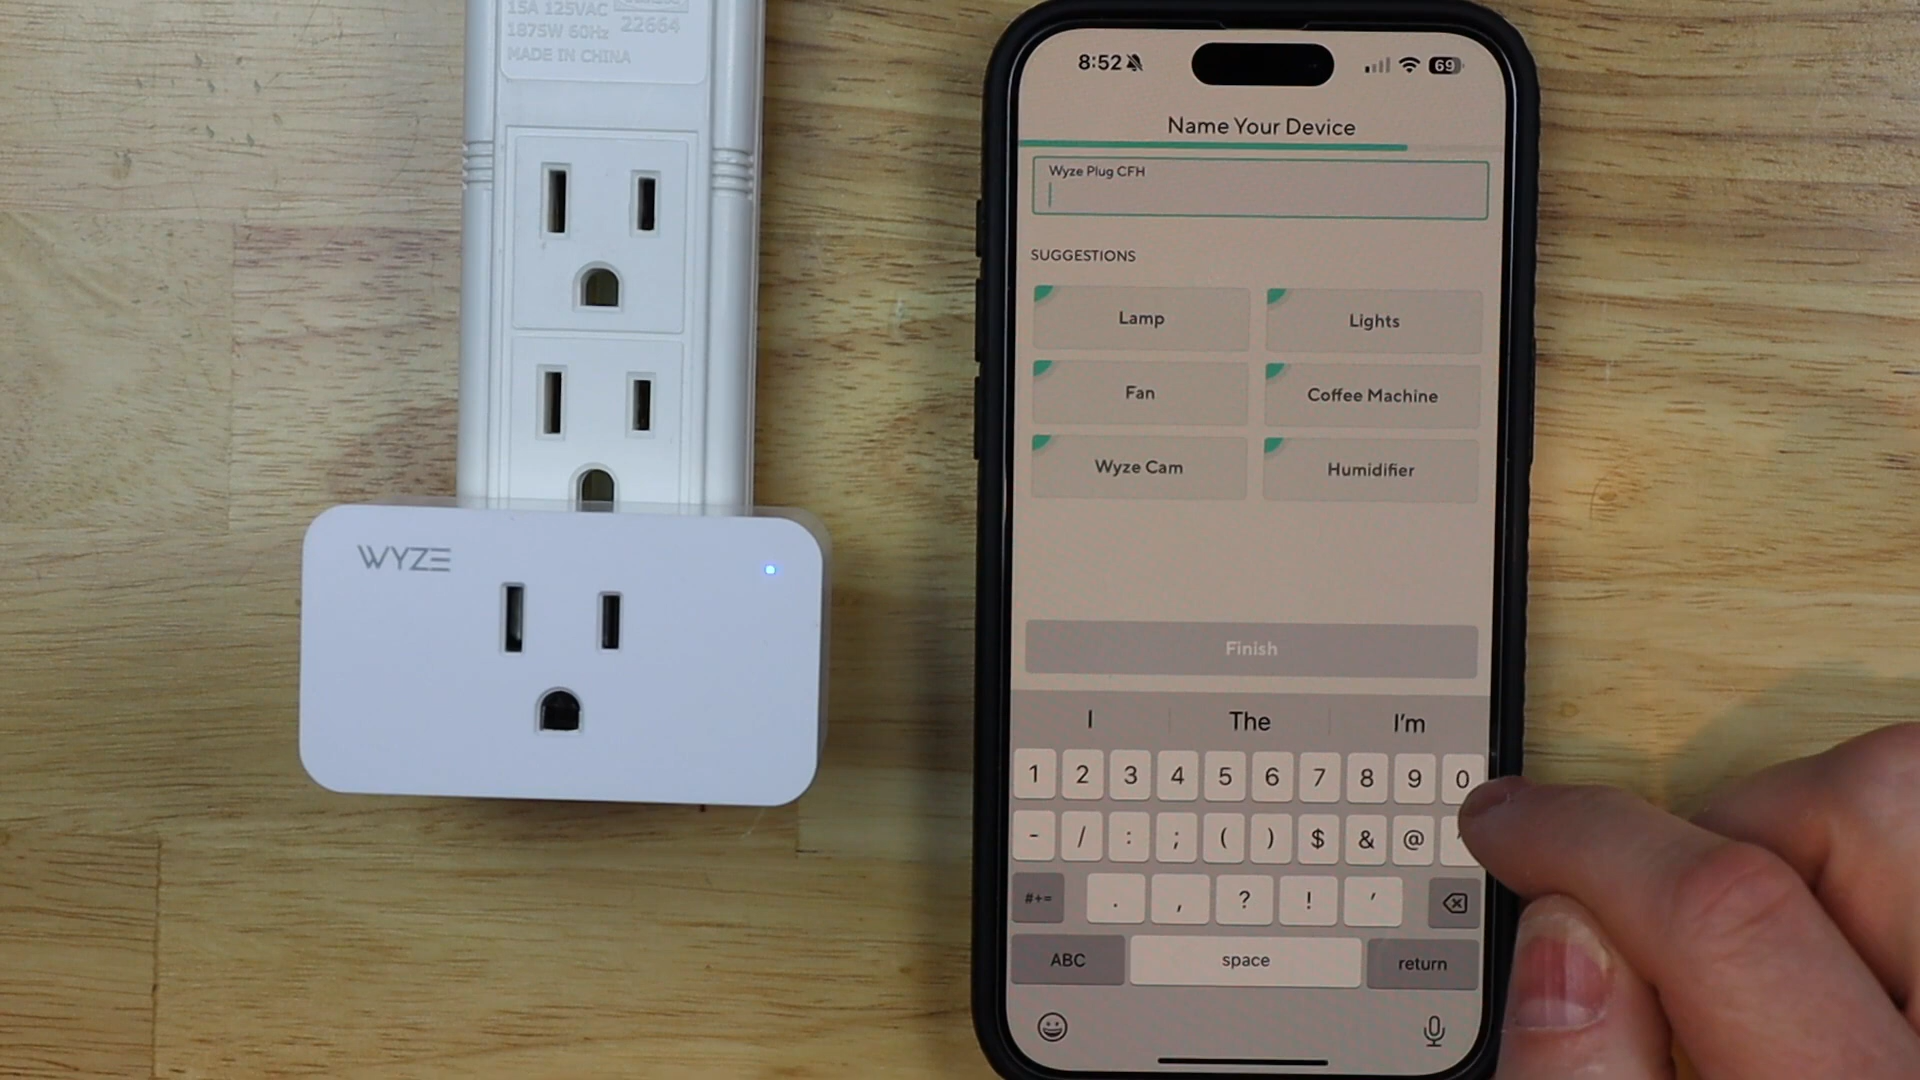 15A 125VAC
22664
1875W 60Hz
MADE IN CHINA
WYZE
8:52
69
Name Your Device
Wyze Plug CFH
SUGGESTIONS
Lamp
Lights
Fan
Coffee Machine
Wyze Cam
Humidifier
Finish
I The I'm
1 2 3 4 5 6 7 8 9 0
- / : ; ( ) $ & @
#+= . , ? ! '
ABC space return